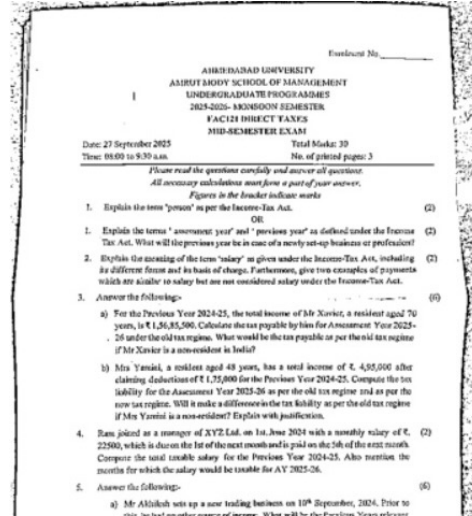 Enrolment No.________
AHMEDABAD UNIVERSITY
AMRUT MODY SCHOOL OF MANAGEMENT
UNDERGRADUATE PROGRAMMES
2025-2026- MONSOON SEMESTER
FAC121 DIRECT TAXES
MID-SEMESTER EXAM
Date: 27 September 2025 Total Marks: 30
Time: 08:00 to 9:30 a.m. No. of printed pages: 3
Please read the questions carefully and answer all questions.
All necessary calculations must form a part of your answer.
Figures in the bracket indicate marks
1. Explain the term "person" as per the Income-Tax Act. (2)
OR
1. Explain the terms ' assessment year' and ' previous year' as defined under the Income (2)
Tax Act. What will the previous year be in case of a newly set-up business or profession?
2. Explain the meaning of the term 'salary' as given under the Income-Tax Act, including (2)
its different forms and its basis of charge. Furthermore, give two examples of payments
which are similar to salary but are not considered salary under the Income-Tax Act.
3. Answer the following:- (6)
a) For the Previous Year 2024-25, the total income of Mr Xavier, a resident aged 70
years, is ₹ 1,56,85,500. Calculate the tax payable by him for Assessment Year 2025-
26 under the old tax regime. What would be the tax payable as per the old tax regime
if Mr Xavier is a non-resident in India?
b) Mrs Yamini, a resident aged 48 years, has a total income of ₹. 4,95,000 after
claiming deductions of ₹ 1,75,000 for the Previous Year 2024-25. Compute the tax
liability for the Assessment Year 2025-26 as per the old tax regime and as per the
new tax regime. Will it make a difference in the tax liability as per the old tax regime
if Mrs Yamini is a non-resident? Explain with justification.
4. Ram joined as a manager of XYZ Ltd. on 1st June 2024 with a monthly salary of ₹. (2)
22500, which is due on the 1st of the next month and is paid on the 5th of the next month.
Compute the total taxable salary for the Previous Year 2024-25. Also mention the
months for which the salary would be taxable for AY 2025-26.
5. Answer the following:- (6)
a) Mr Akhilesh sets up a new trading business on 10th September, 2024. Prior to
this, he had no other source of income. What will be the Previous Years relevant